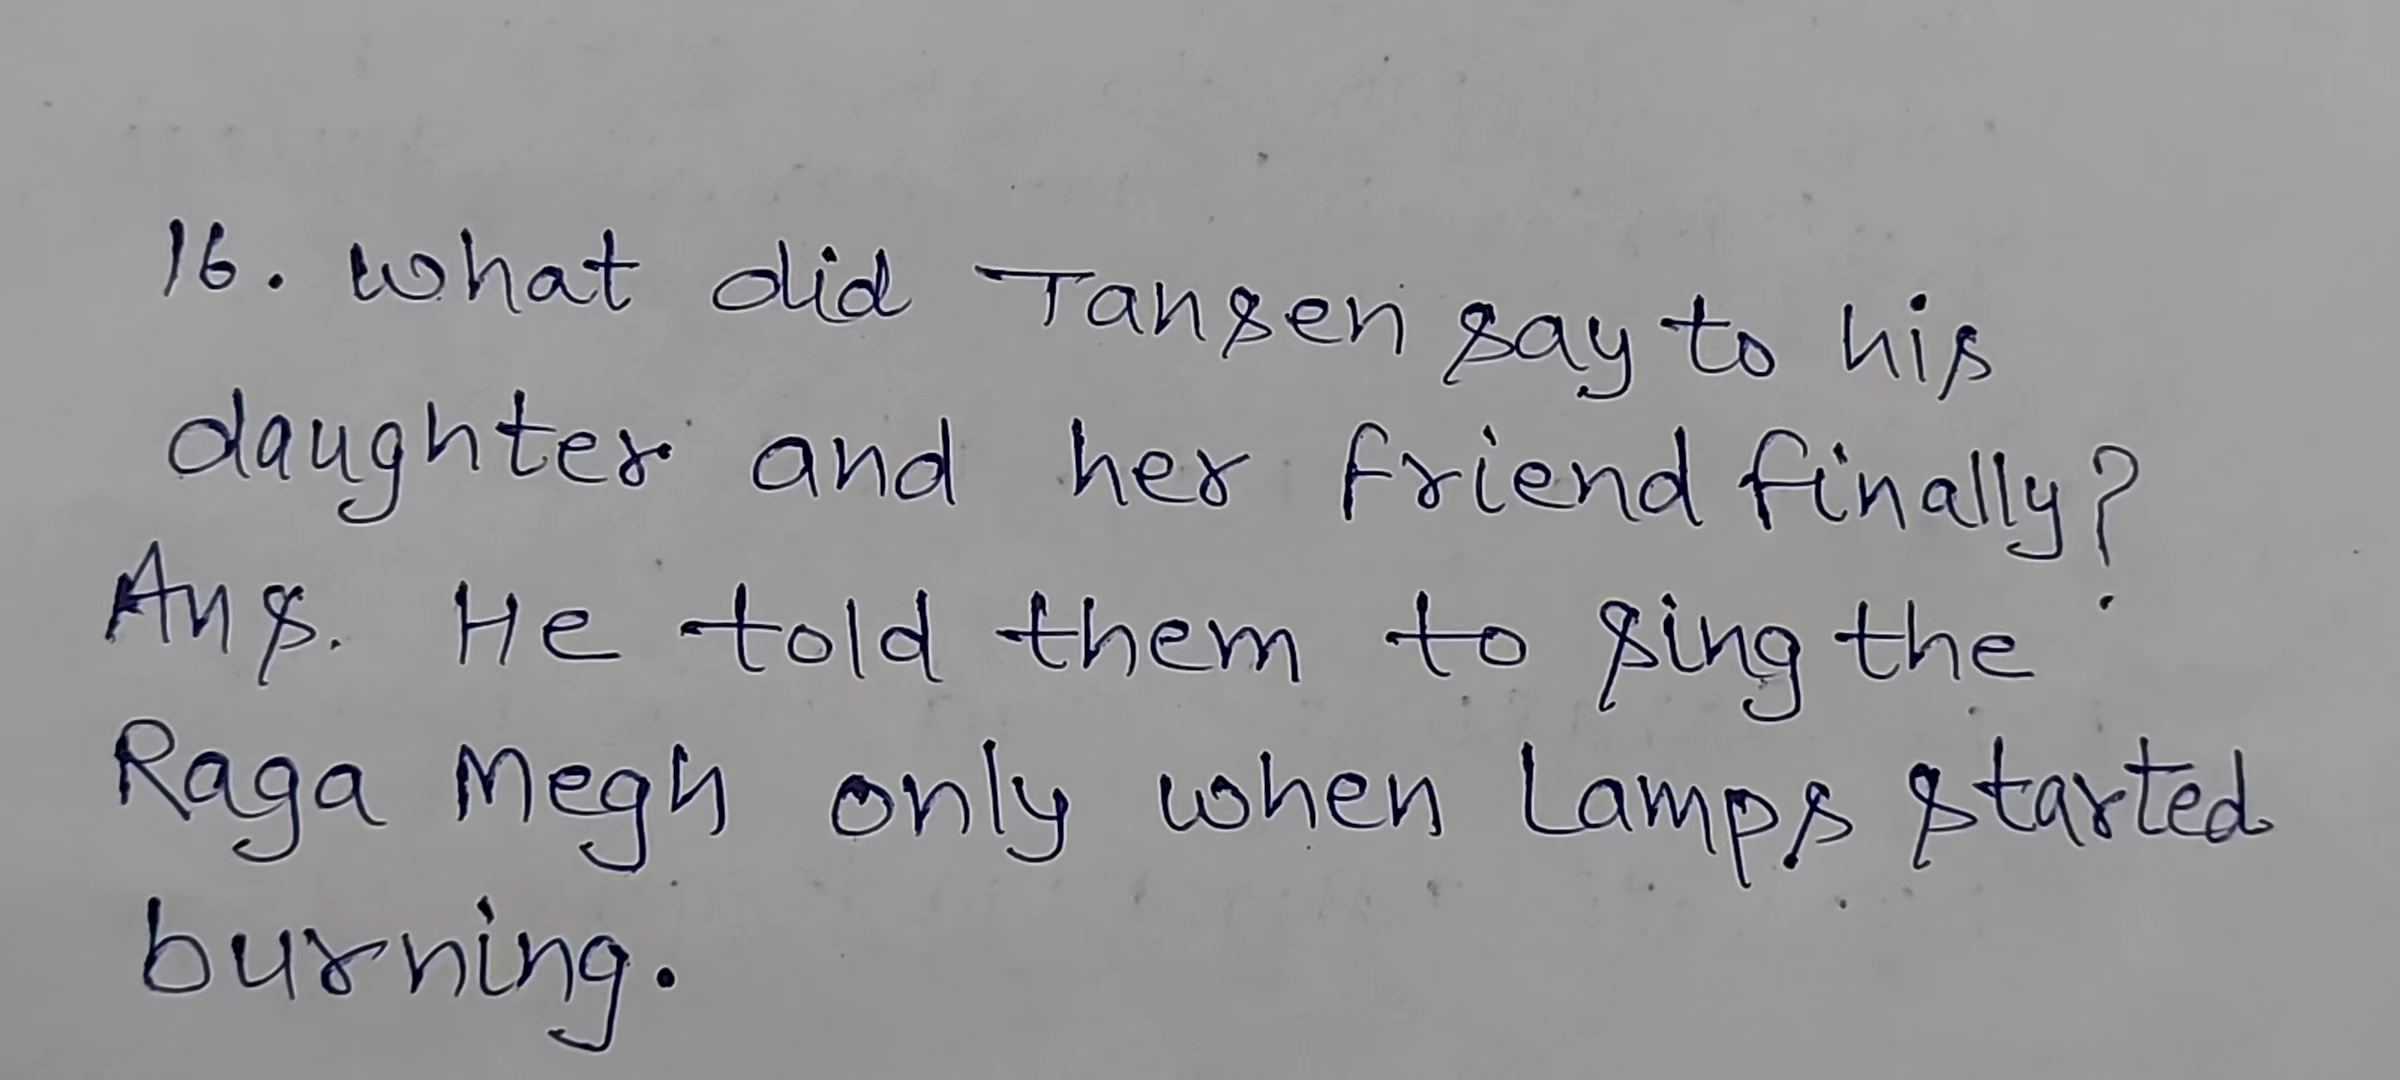 16. What did Tansen say to his
daughter and her friend finally?
Ans. He told them to sing the
Raga Megh only when Lamps started
burning.